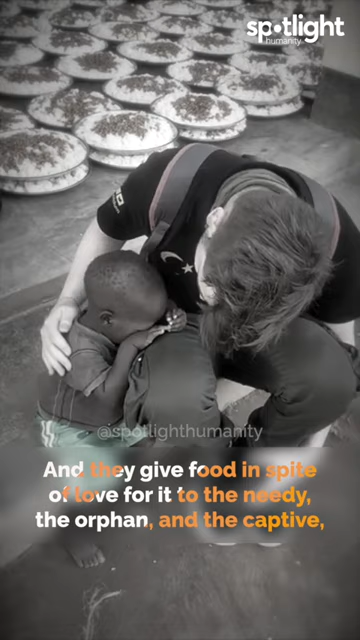 spotlight
humanity
@spotlighthumanity
And they give food in spite
of love for it to the needy,
the orphan, and the captive,